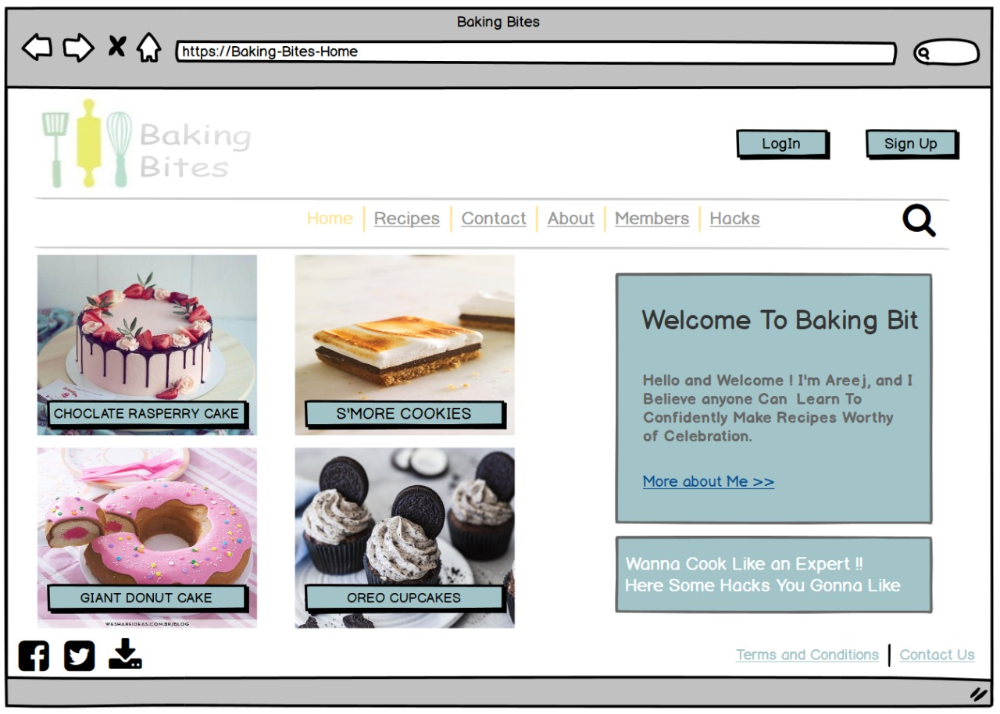 Baking Bites
https://Baking-Bites-Home
Baking
Bites
LogIn
Sign Up
Home
Recipes
Contact
About
Members
Hacks
CHOCLATE RASPERRY CAKE
S'MORE COOKIES
GIANT DONUT CAKE
WESHAREIDEAS.COM.BR/BLOG
OREO CUPCAKES
Welcome To Baking Bit
Hello and Welcome ! I'm Areej, and I
Believe anyone Can Learn To
Confidently Make Recipes Worthy
of Celebration.
More about Me >>
Wanna Cook Like an Expert !!
Here Some Hacks You Gonna Like
Terms and Conditions
Contact Us